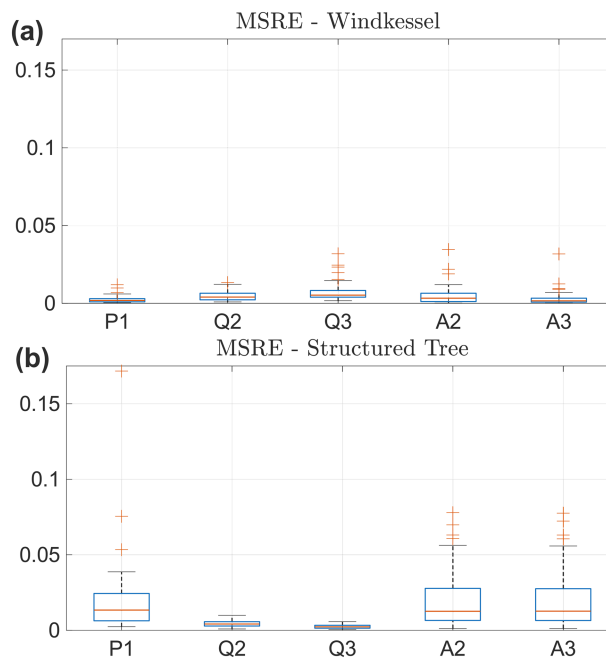 (a)
MSRE - Windkessel
0.15
0.1
0.05
0
P1 Q2 Q3 A2 A3
(b)
MSRE - Structured Tree
0.15
0.1
0.05
0
P1 Q2 Q3 A2 A3